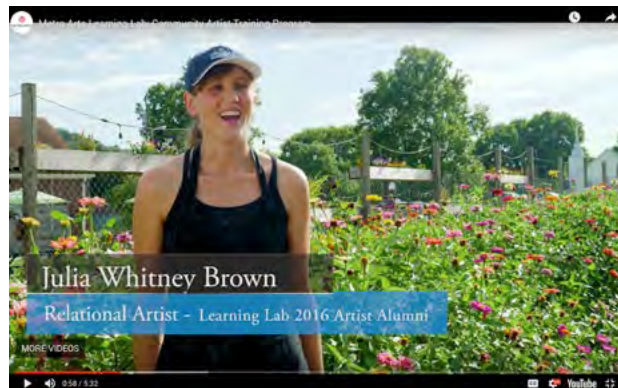 Metro Arts Learning Lab: Community Artist Training Program
Julia Whitney Brown
Relational Artist - Learning Lab 2016 Artist Alumni
MORE VIDEOS
0:58 / 5:32
CC
YouTube